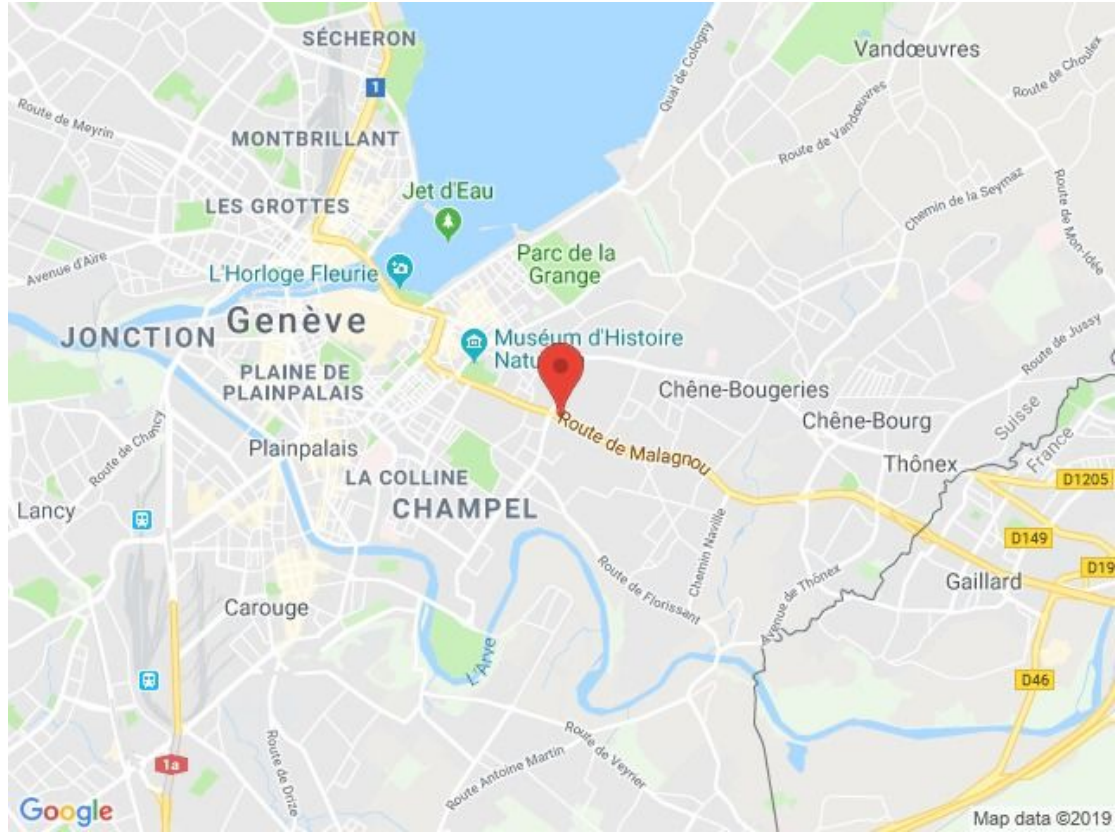 SÉCHERON
Vandœuvres
Quai de Cologny
Route de Choulex
1
Route de Meyrin
MONTBRILLANT
Route de Vandœuvres
Jet d'Eau
LES GROTTES
Chemin de la Seymaz
Route de Mon-Idée
Avenue d'Aire
L'Horloge Fleurie
Parc de la
Grange
JONCTION
Genève
Muséum d'Histoire
Route de Jussy
PLAINE DE
PLAINPALAIS
Chêne-Bougeries
Chêne-Bourg
Suisse
France
Route de Chancy
Plainpalais
Route de Malagnou
Thônex
LA COLLINE
D1205
CHAMPEL
Lancy
Chemin Naville
D149
D19
Route de Florissant
Avenue de Thônex
Gaillard
Carouge
L'Arve
D46
Route de Drize
Route de Veyrier
1a
Route Antoine Martin
Google
Map data ©2019